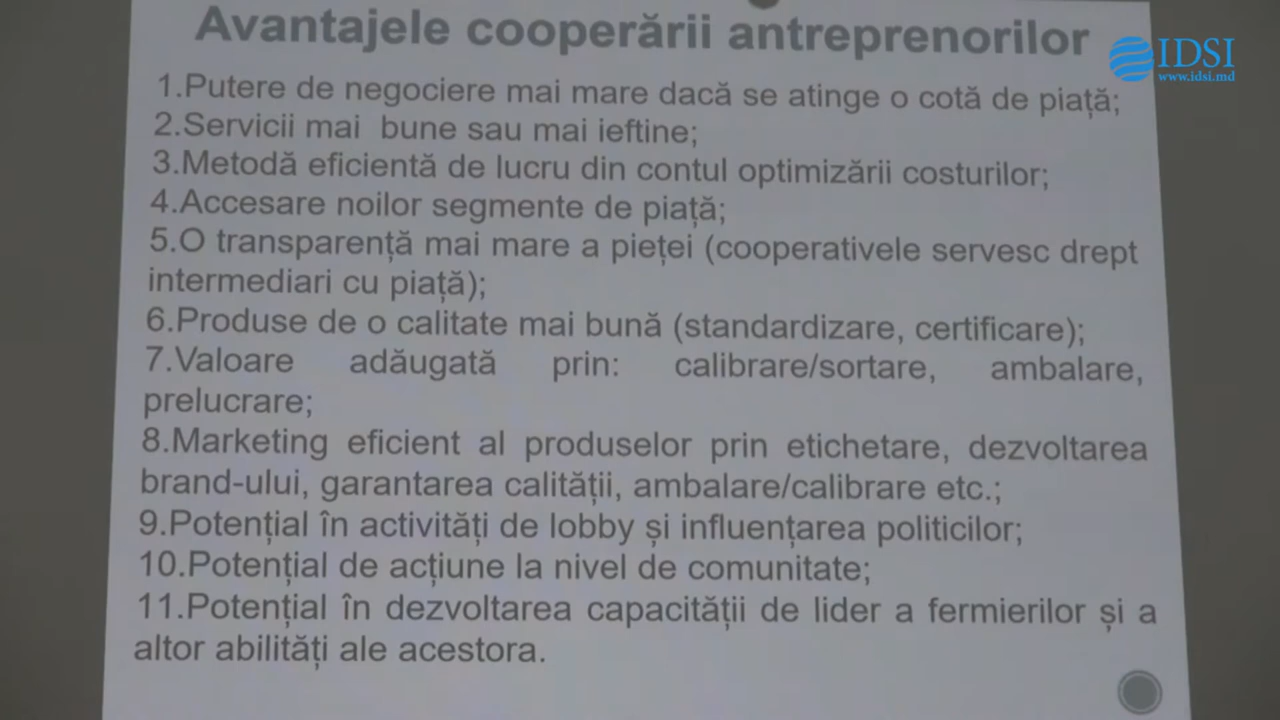 Avantajele cooperării antreprenorilor
IDSI
www.idsi.md
1.Putere de negociere mai mare dacă se atinge o cotă de piață;
2.Servicii mai bune sau mai ieftine;
3.Metodă eficientă de lucru din contul optimizării costurilor;
4.Accesare noilor segmente de piață;
5.O transparență mai mare a pieței (cooperativele servesc drept
intermediari cu piață);
6.Produse de o calitate mai bună (standardizare, certificare);
7.Valoare adăugată prin: calibrare/sortare, ambalare,
prelucrare;
8.Marketing eficient al produselor prin etichetare, dezvoltarea
brand-ului, garantarea calității, ambalare/calibrare etc.;
9.Potențial în activități de lobby și influențarea politicilor;
10.Potențial de acțiune la nivel de comunitate;
11.Potențial în dezvoltarea capacității de lider a fermierilor și a
altor abilități ale acestora.